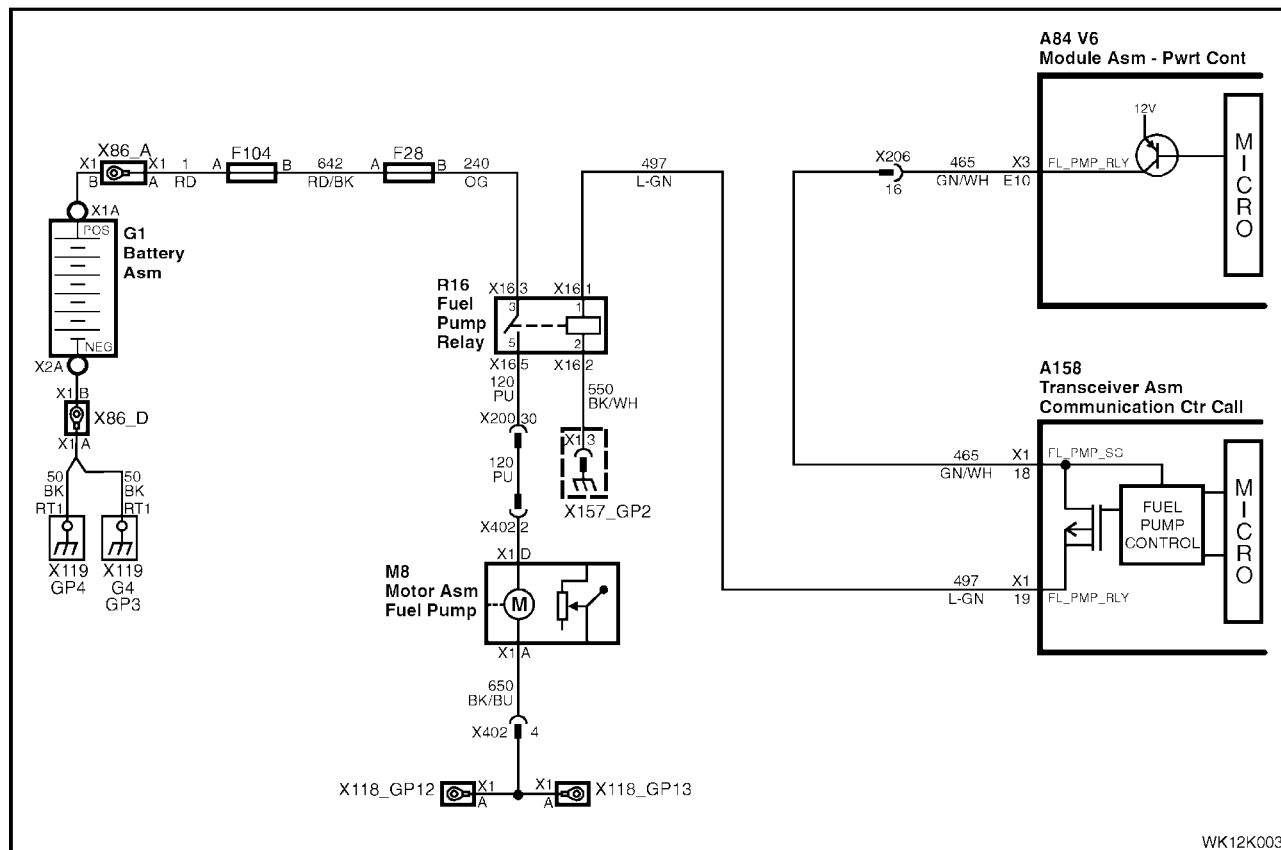 A84 V6
Module Asm - Pwrt Cont
12V
MICRO
X3
FL_PMP_RLY
E10
465
GN/WH
X206
16
X86_A
X1
B
X1
A
1
RD
A
F104
B
642
RD/BK
A
F28
B
240
OG
497
L-GN
X1A
POS
G1
Battery
Asm
NEG
X2A
X1 B
X86_D
X1 A
50
BK
RT1
50
BK
RT1
X119
GP4
X119
G4
GP3
R16
Fuel
Pump
Relay
X16 3
X16 1
3
1
5
2
X16 5
X16 2
120
PU
550
BK/WH
X200 30
120
PU
X1 3
X157_GP2
X402 2
X1 D
M8
Motor Asm
Fuel Pump
M
X1 A
650
BK/BU
X402 4
X118_GP12
X1
A
X1
A
X118_GP13
A158
Transceiver Asm
Communication Ctr Call
465
GN/WH
X1
18
FL_PMP_SG
FUEL
PUMP
CONTROL
MICRO
497
L-GN
X1
19
FL_PMP_RLY
WK12K003